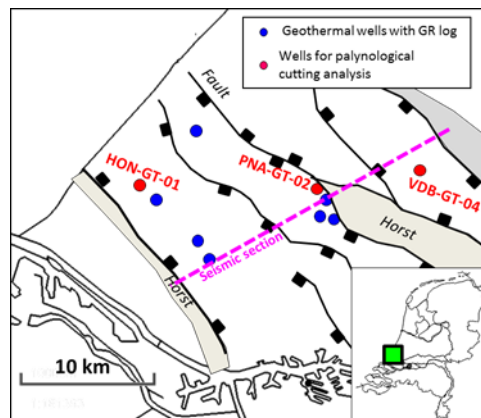 Geothermal wells with GR log
Wells for palynological
cutting analysis
Fault
HON-GT-01
PNA-GT-02
VDB-GT-04
Horst
Seismic section
Horst
10 km